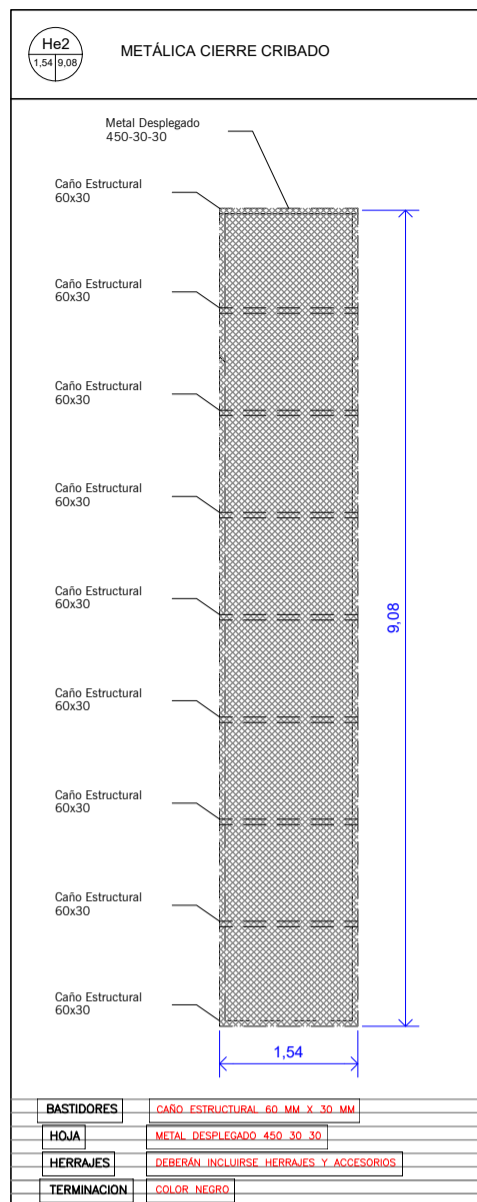 He2
1,54 9,08
METÁLICA CIERRE CRIBADO
Metal Desplegado
450-30-30
Caño Estructural
60x30
Caño Estructural
60x30
Caño Estructural
60x30
Caño Estructural
60x30
Caño Estructural
60x30
Caño Estructural
60x30
Caño Estructural
60x30
Caño Estructural
60x30
Caño Estructural
60x30
9,08
1,54
BASTIDORES CAÑO ESTRUCTURAL 60 MM X 30 MM
HOJA METAL DESPLEGADO 450 30 30
HERRAJES DEBERÁN INCLUIRSE HERRAJES Y ACCESORIOS
TERMINACION COLOR NEGRO